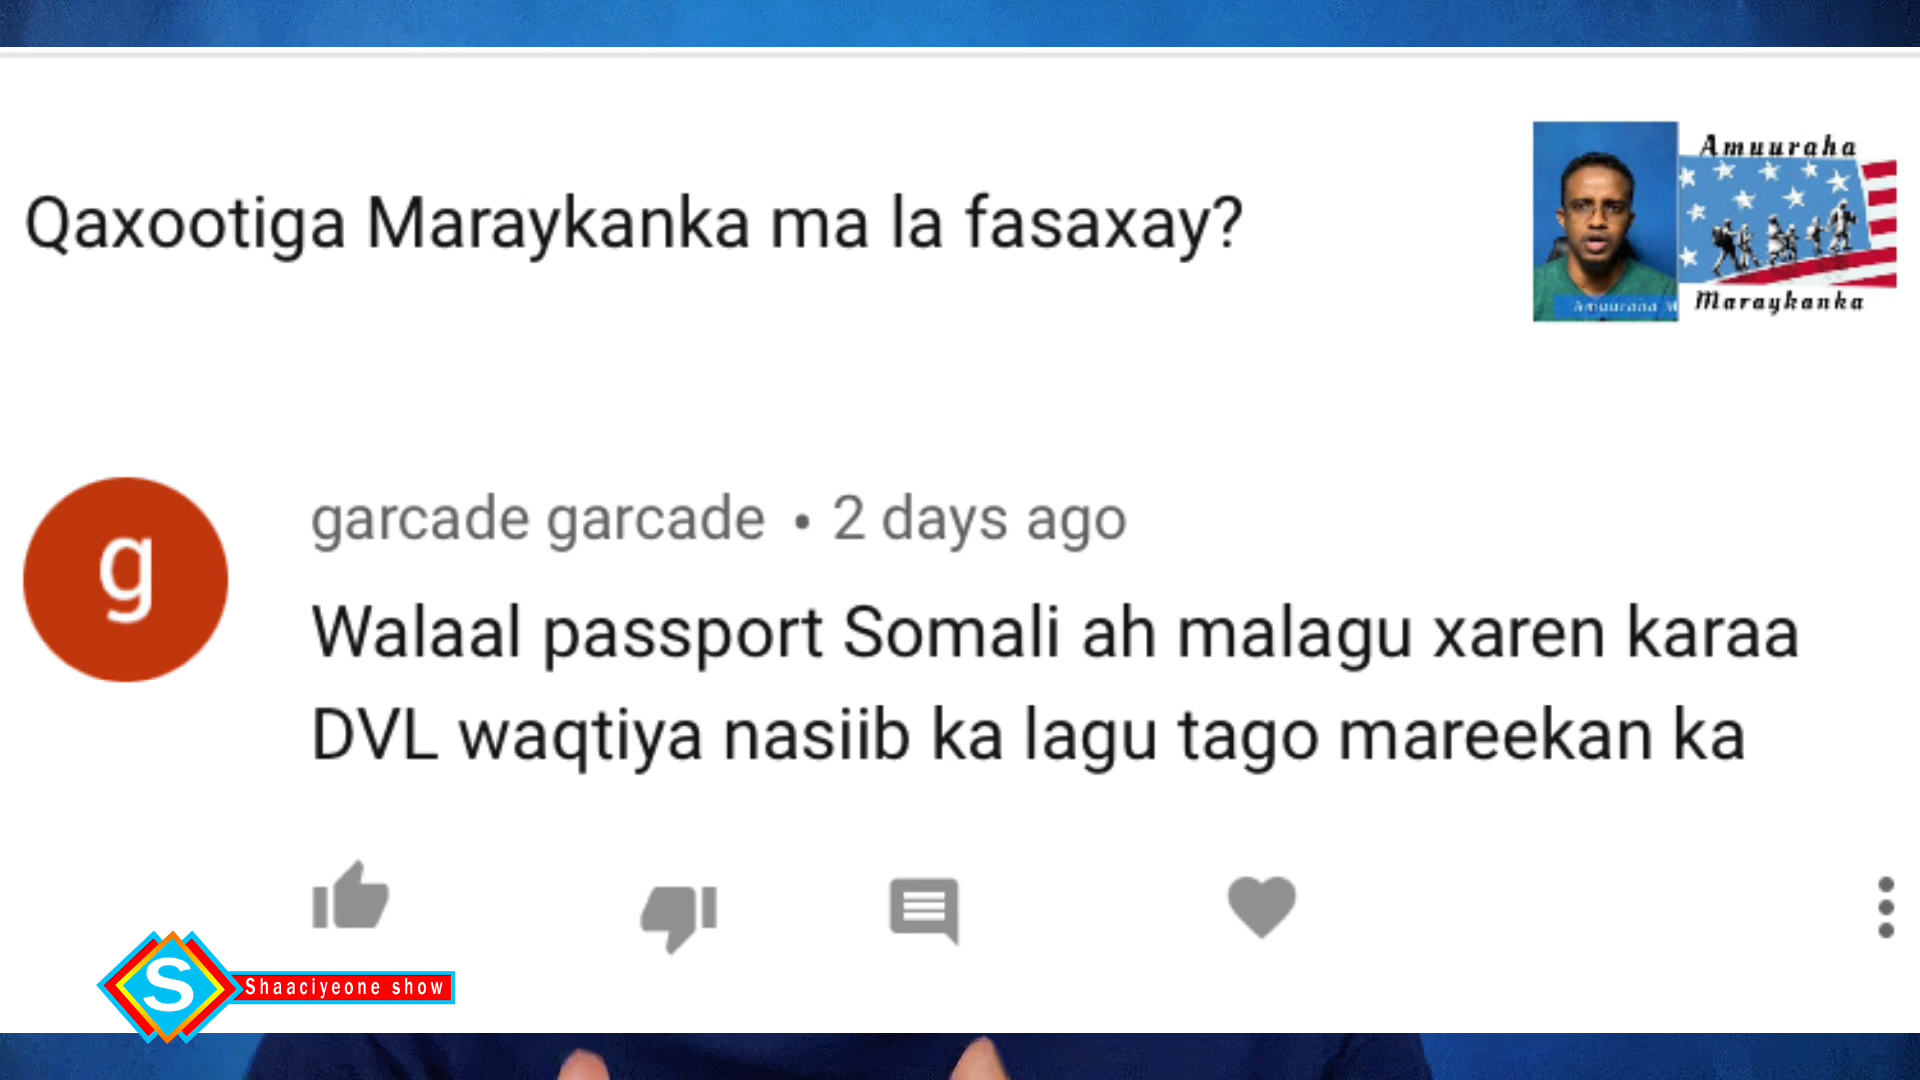 Qaxootiga Maraykanka ma la fasaxay?
Amuuraha
Maraykanka
g
garcade garcade • 2 days ago
Walaal passport Somali ah malagu xaren karaa
DVL waqtiya nasiib ka lagu tago mareekan ka
S
Shaaciyeone show